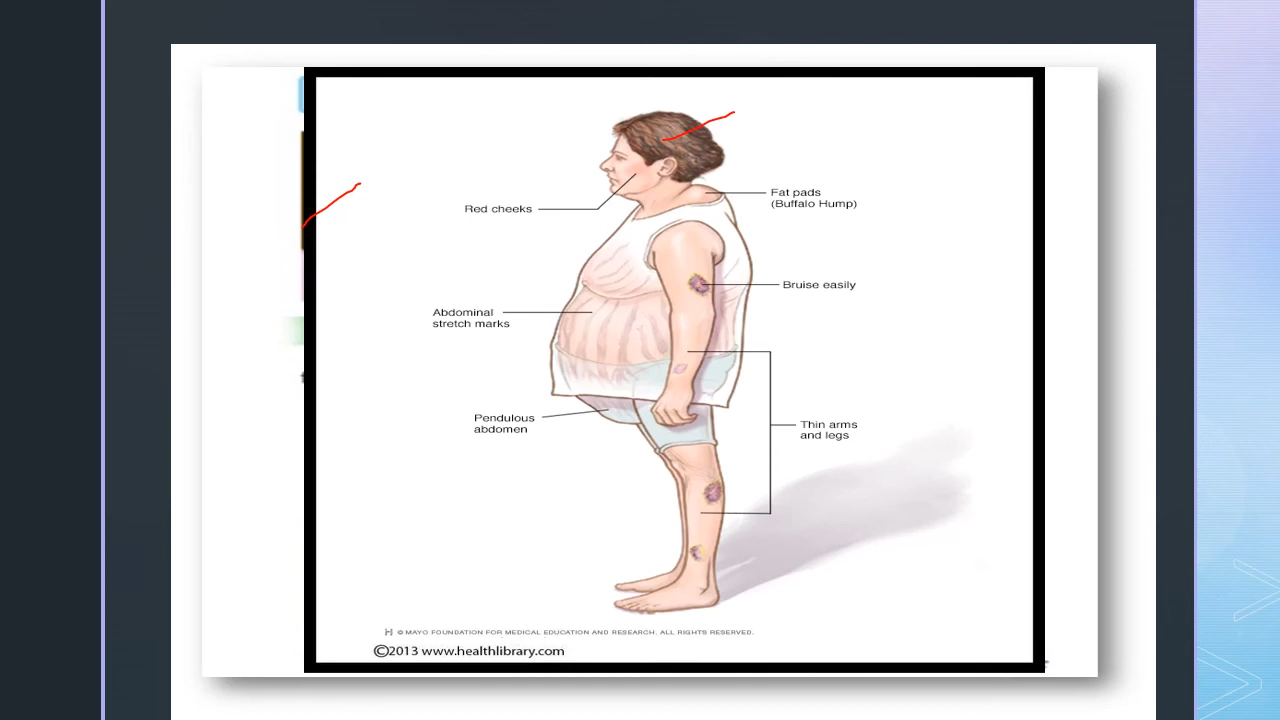 Red cheeks
Fat pads
(Buffalo Hump)
Bruise easily
Abdominal
stretch marks
Pendulous
abdomen
Thin arms
and legs
© MAYO FOUNDATION FOR MEDICAL EDUCATION AND RESEARCH. ALL RIGHTS RESERVED.
©2013 www.healthlibrary.com